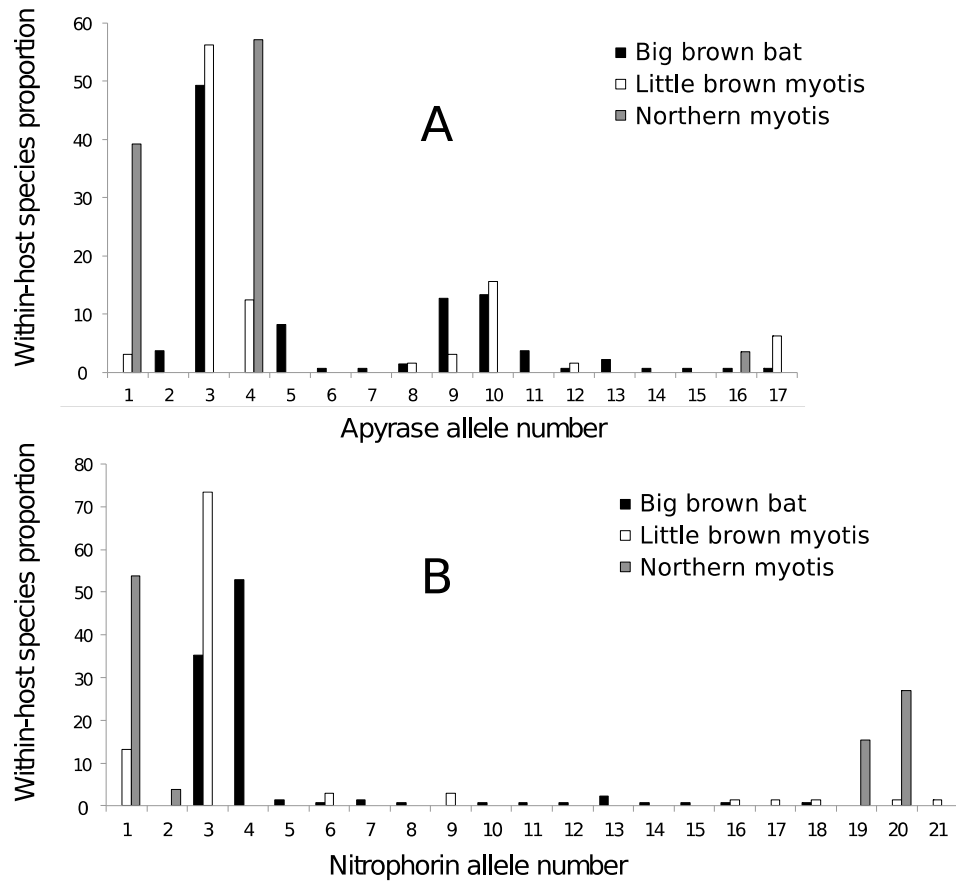 Within-host species proportion
60
50
40
30
20
10
0
A
Big brown bat
Little brown myotis
Northern myotis
1 2 3 4 5 6 7 8 9 10 11 12 13 14 15 16 17
Apyrase allele number
Within-host species proportion
80
70
60
50
40
30
20
10
0
B
Big brown bat
Little brown myotis
Northern myotis
1 2 3 4 5 6 7 8 9 10 11 12 13 14 15 16 17 18 19 20 21
Nitrophorin allele number